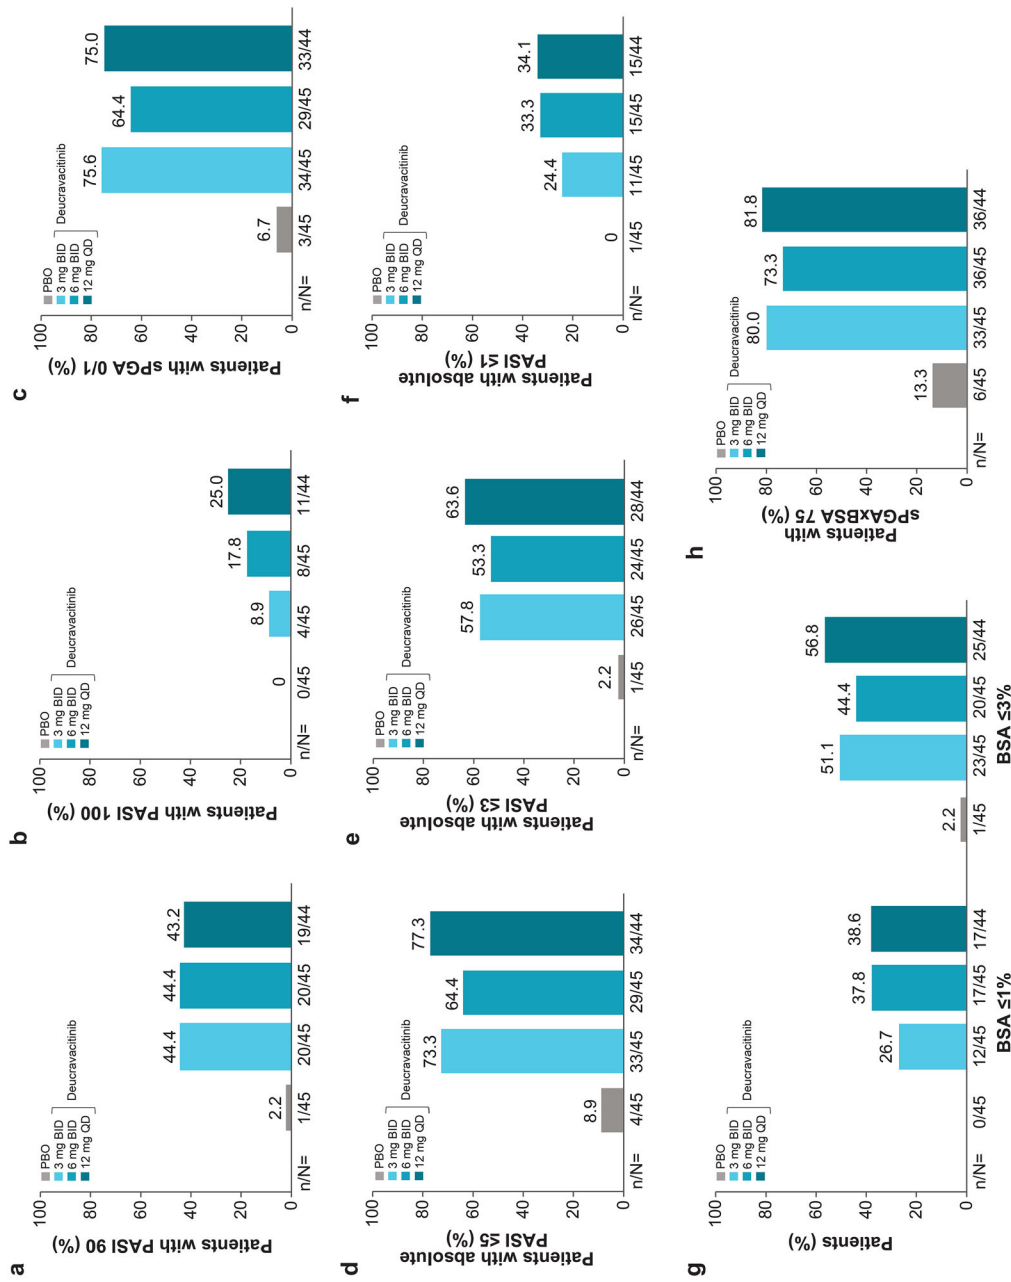 a
Patients with PASI 90 (%)
100
80
60
40
20
0
PBO
3 mg BID
6 mg BID
12 mg QD
Deucravacitinib
2.2
44.4
44.4
43.2
n/N=
1/45
20/45
20/45
19/44
b
Patients with PASI 100 (%)
100
80
60
40
20
0
PBO
3 mg BID
6 mg BID
12 mg QD
Deucravacitinib
0
8.9
17.8
25.0
n/N=
0/45
4/45
8/45
11/44
c
Patients with sPGA 0/1 (%)
100
80
60
40
20
0
PBO
3 mg BID
6 mg BID
12 mg QD
Deucravacitinib
6.7
75.6
64.4
75.0
n/N=
3/45
34/45
29/45
33/44
d
Patients with absolute
PASI ≤5 (%)
100
80
60
40
20
0
PBO
3 mg BID
6 mg BID
12 mg QD
Deucravacitinib
8.9
73.3
64.4
77.3
n/N=
4/45
33/45
29/45
34/44
e
Patients with absolute
PASI ≤3 (%)
100
80
60
40
20
0
PBO
3 mg BID
6 mg BID
12 mg QD
Deucravacitinib
2.2
57.8
53.3
63.6
n/N=
1/45
26/45
24/45
28/44
f
Patients with absolute
PASI ≤1 (%)
100
80
60
40
20
0
PBO
3 mg BID
6 mg BID
12 mg QD
Deucravacitinib
0
24.4
33.3
34.1
n/N=
1/45
11/45
15/45
15/44
g
Patients (%)
100
80
60
40
20
0
PBO
3 mg BID
6 mg BID
12 mg QD
Deucravacitinib
26.7
37.8
38.6
2.2
51.1
44.4
56.8
n/N=
0/45
12/45
17/45
17/44
1/45
23/45
20/45
25/44
BSA ≤1%
BSA ≤3%
h
Patients with
sPGAxBSA 75 (%)
100
80
60
40
20
0
PBO
3 mg BID
6 mg BID
12 mg QD
Deucravacitinib
13.3
80.0
73.3
81.8
n/N=
6/45
33/45
36/45
36/44